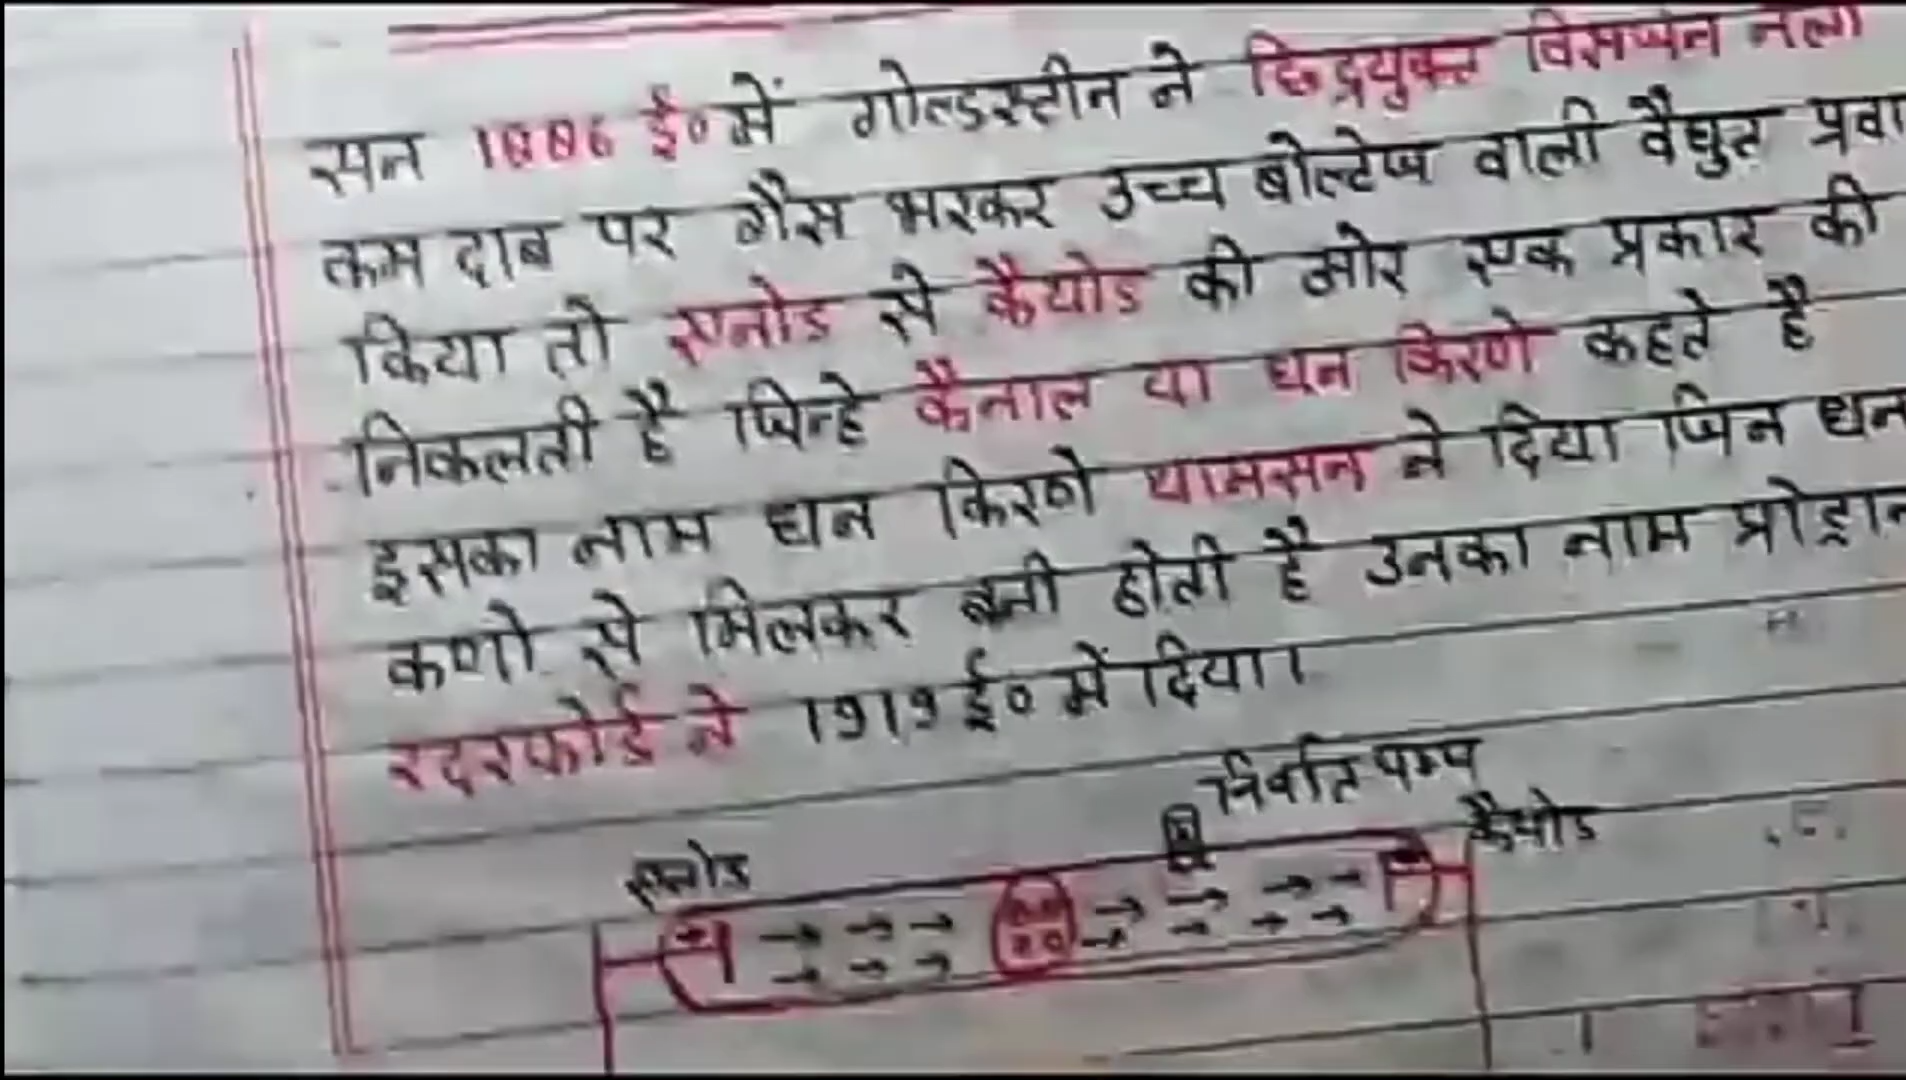 सन 1886 ई० में गोल्डस्टीन ने छिद्रयुक्त विसर्जन नली
कम दाब पर गैस भरकर उच्च बोल्टेज वाली वैधुत प्रवा
किया तो एनोड से कैथोड की ओर एक प्रकार की
निकलती है जिन्हे कैनाल या धन किरणे कहते है
इसका नाम धन किरणे थामसन ने दिया जिन धन
कणो से मिलकर बनी होती है उनका नाम प्रोट्रान
रदरफोर्ड ने 1919 ई० में दिया।
निर्वात पम्प
एनोड
कैथोड